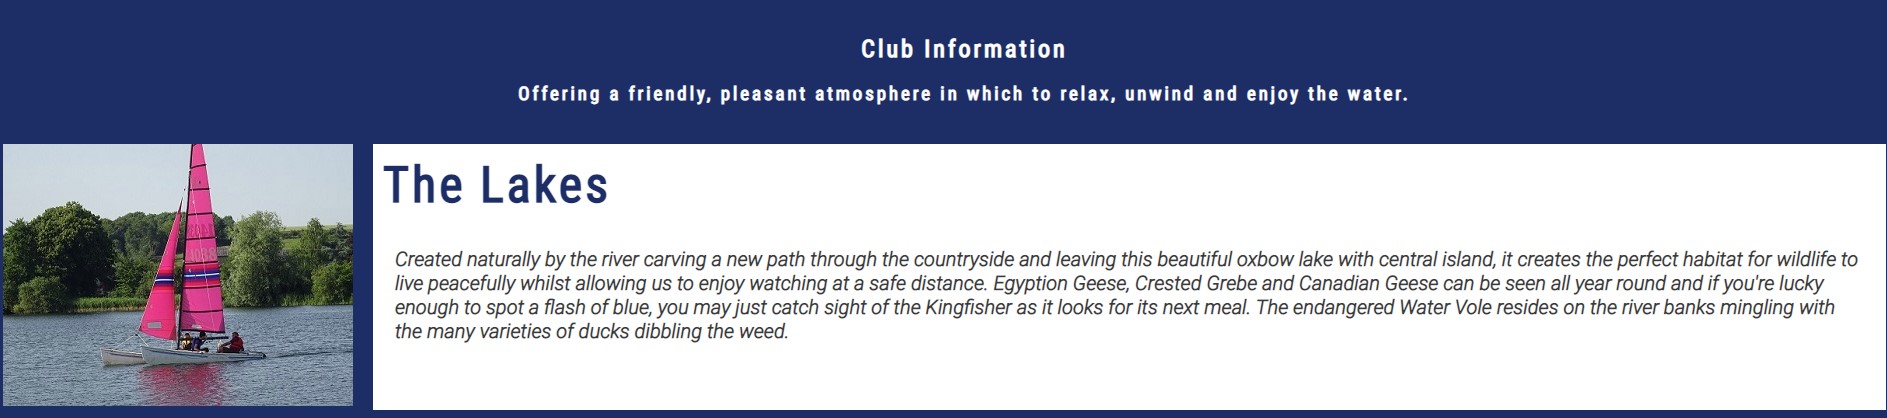 Club Information
Offering a friendly, pleasant atmosphere in which to relax, unwind and enjoy the water.
The Lakes
Created naturally by the river carving a new path through the countryside and leaving this beautiful oxbow lake with central island, it creates the perfect habitat for wildlife to
live peacefully whilst allowing us to enjoy watching at a safe distance. Egyption Geese, Crested Grebe and Canadian Geese can be seen all year round and if you're lucky
enough to spot a flash of blue, you may just catch sight of the Kingfisher as it looks for its next meal. The endangered Water Vole resides on the river banks mingling with
the many varieties of ducks dibbling the weed.